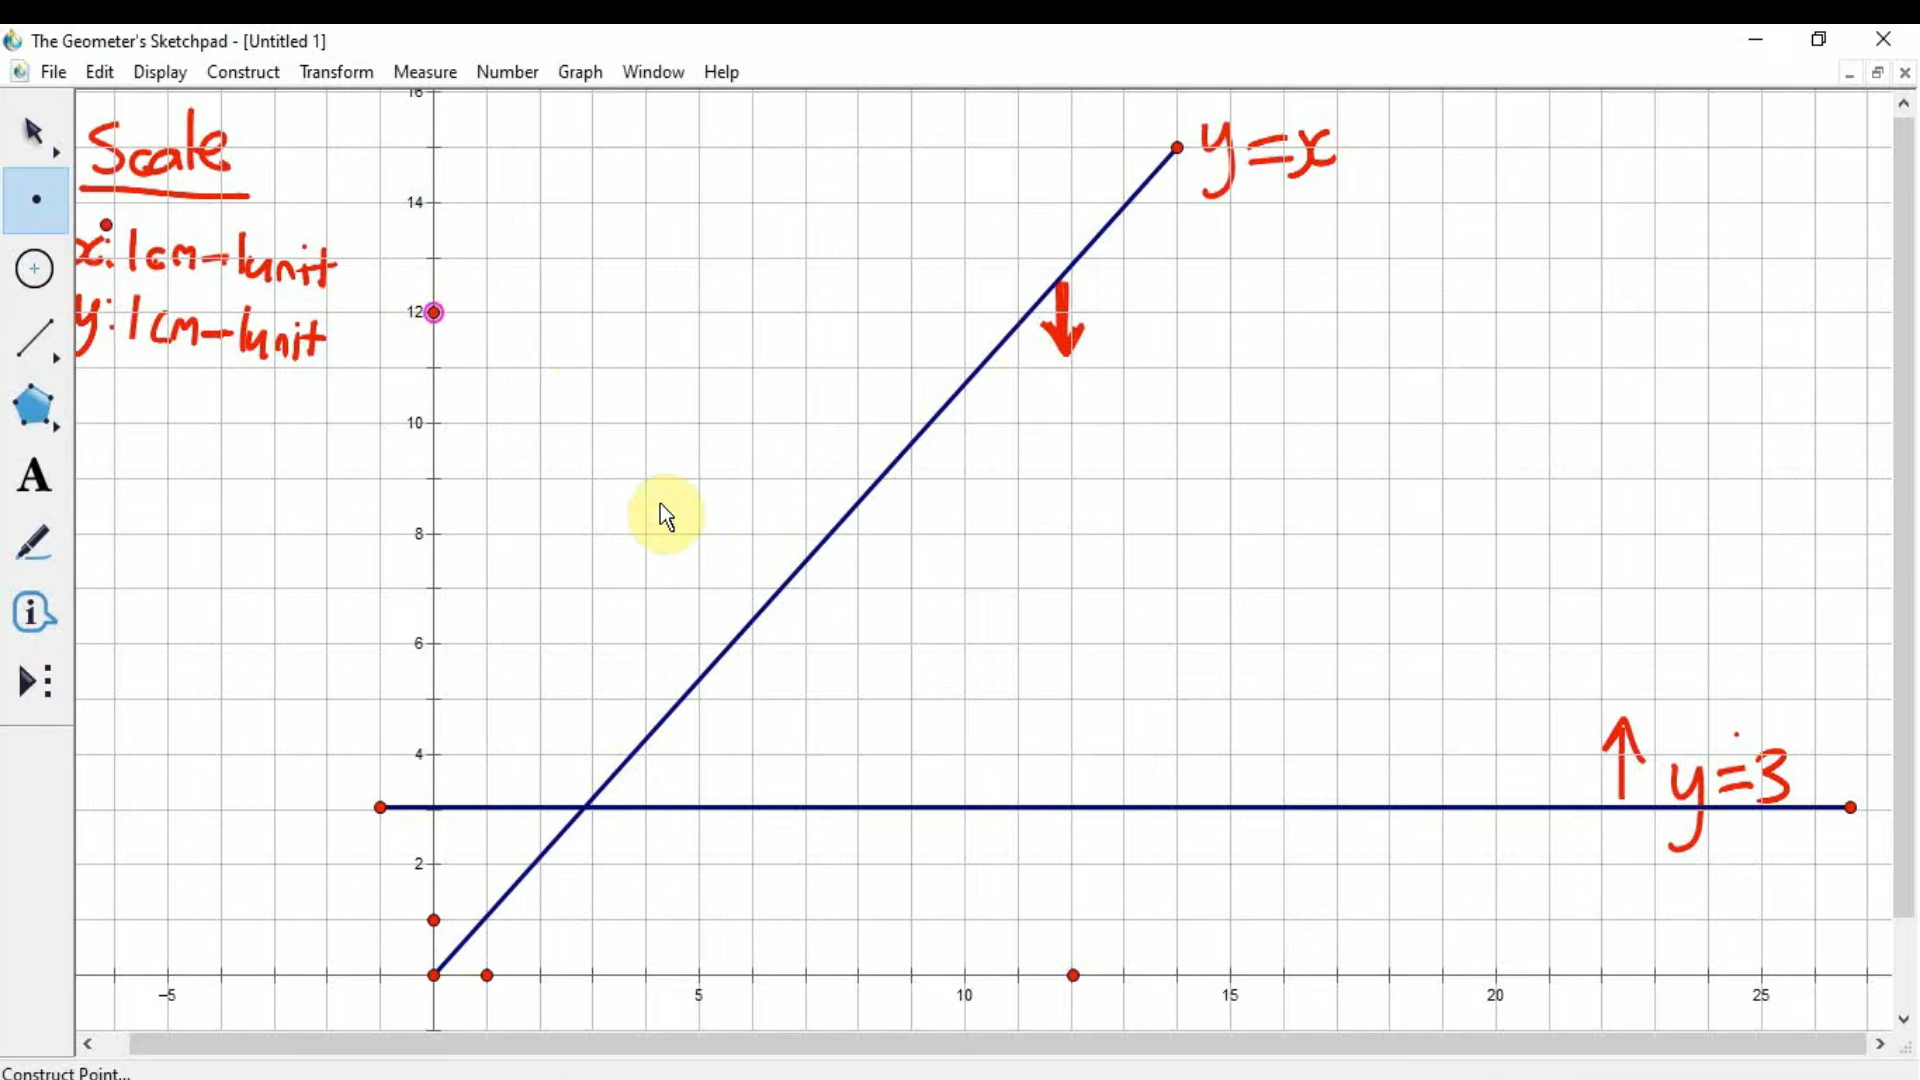 The Geometer's Sketchpad - [Untitled 1]
File Edit Display Construct Transform Measure Number Graph Window Help
16
Scale
y=x
14
x: 1cm-1unit
12
y: 1cm-1unit
10
8
6
4
y=3
2
-5 5 10 15 20 25
A
i
Construct Point...